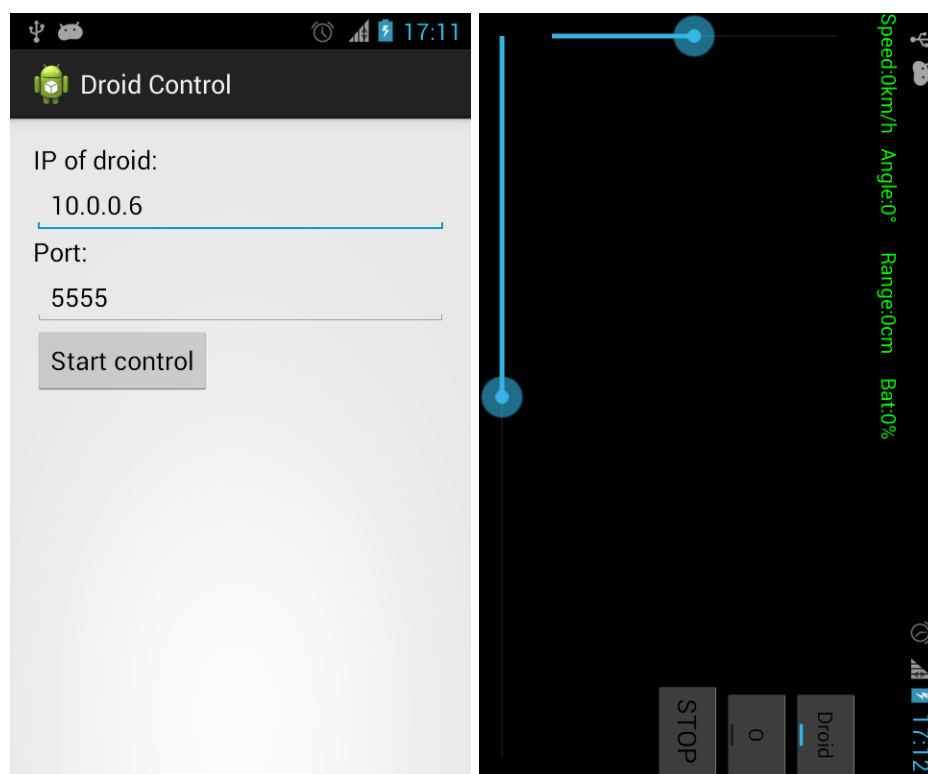 17:11
Droid Control
IP of droid:
10.0.0.6
Port:
5555
Start control
17:12
Speed:0km/h Angle:0° Range:0cm Bat:0%
Droid
O
STOP